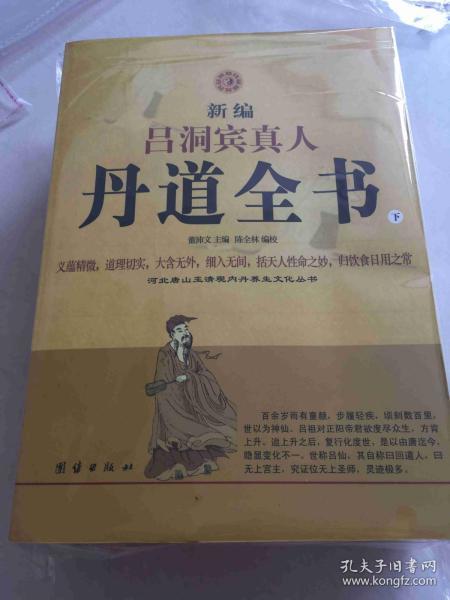 新编
吕洞宾真人
丹道全书
下
董沛文 主编 陈全林 编校
义蕴精微，道理切实，大含无外，细入无间，括天人性命之妙，归饮食日用之常
河北唐山玉清观内丹养生文化丛书
百余岁而有童颜，步履轻疾，顷刻数百里，
世以为神仙。吕祖对正阳帝君欲度尽众生，方肯
上升。迨上升之后，复行化度世，是以由唐迄今，
隐显变化不一。世称吕仙，其自称曰回道人，曰
无上宫主，究证位无上圣师，灵迹极多。
团结出版社
孔夫子旧书网
www.kongfz.com